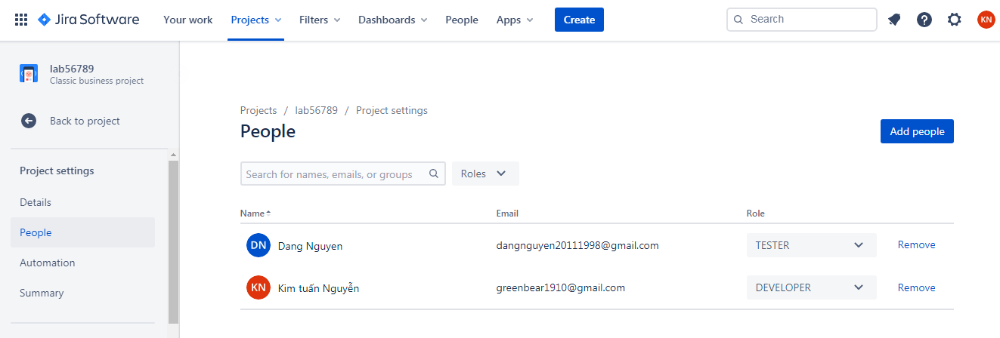 Jira Software Your work Projects Filters Dashboards People Apps Create Search ? KN
lab56789
Classic business project
Back to project
Project settings
Details
People
Automation
Summary
Projects / lab56789 / Project settings
People
Add people
Search for names, emails, or groups Roles
Name Email Role
DN Dang Nguyen dangnguyen20111998@gmail.com TESTER Remove
KN Kim tuấn Nguyễn greenbear1910@gmail.com DEVELOPER Remove